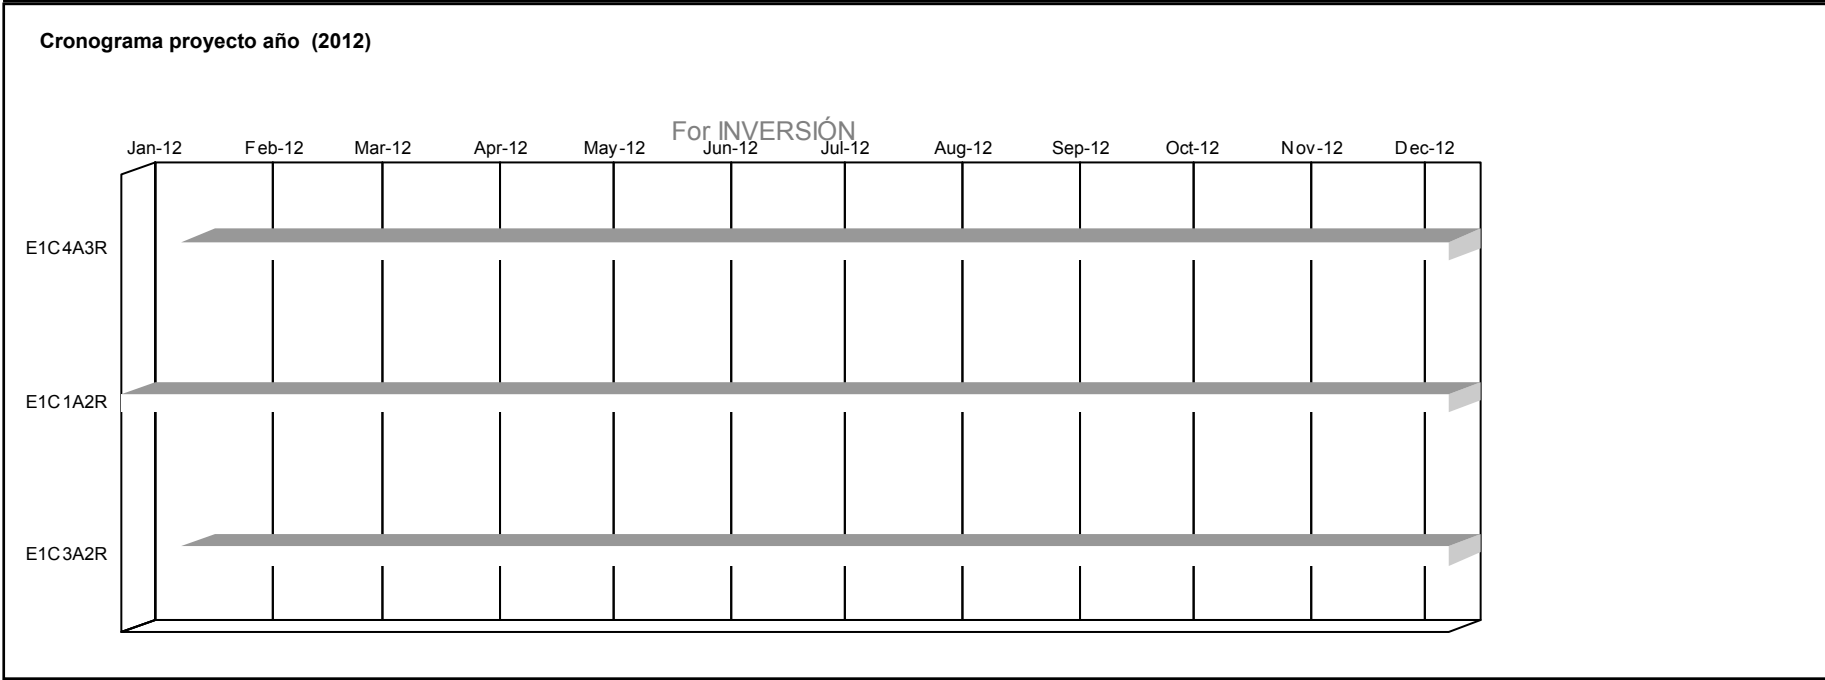 Cronograma proyecto año  (2012)
For INVERSIÓN
Jan-12 Feb-12 Mar-12 Apr-12 May-12 Jun-12 Jul-12 Aug-12 Sep-12 Oct-12 Nov-12 Dec-12
E1C4A3R
E1C1A2R
E1C3A2R